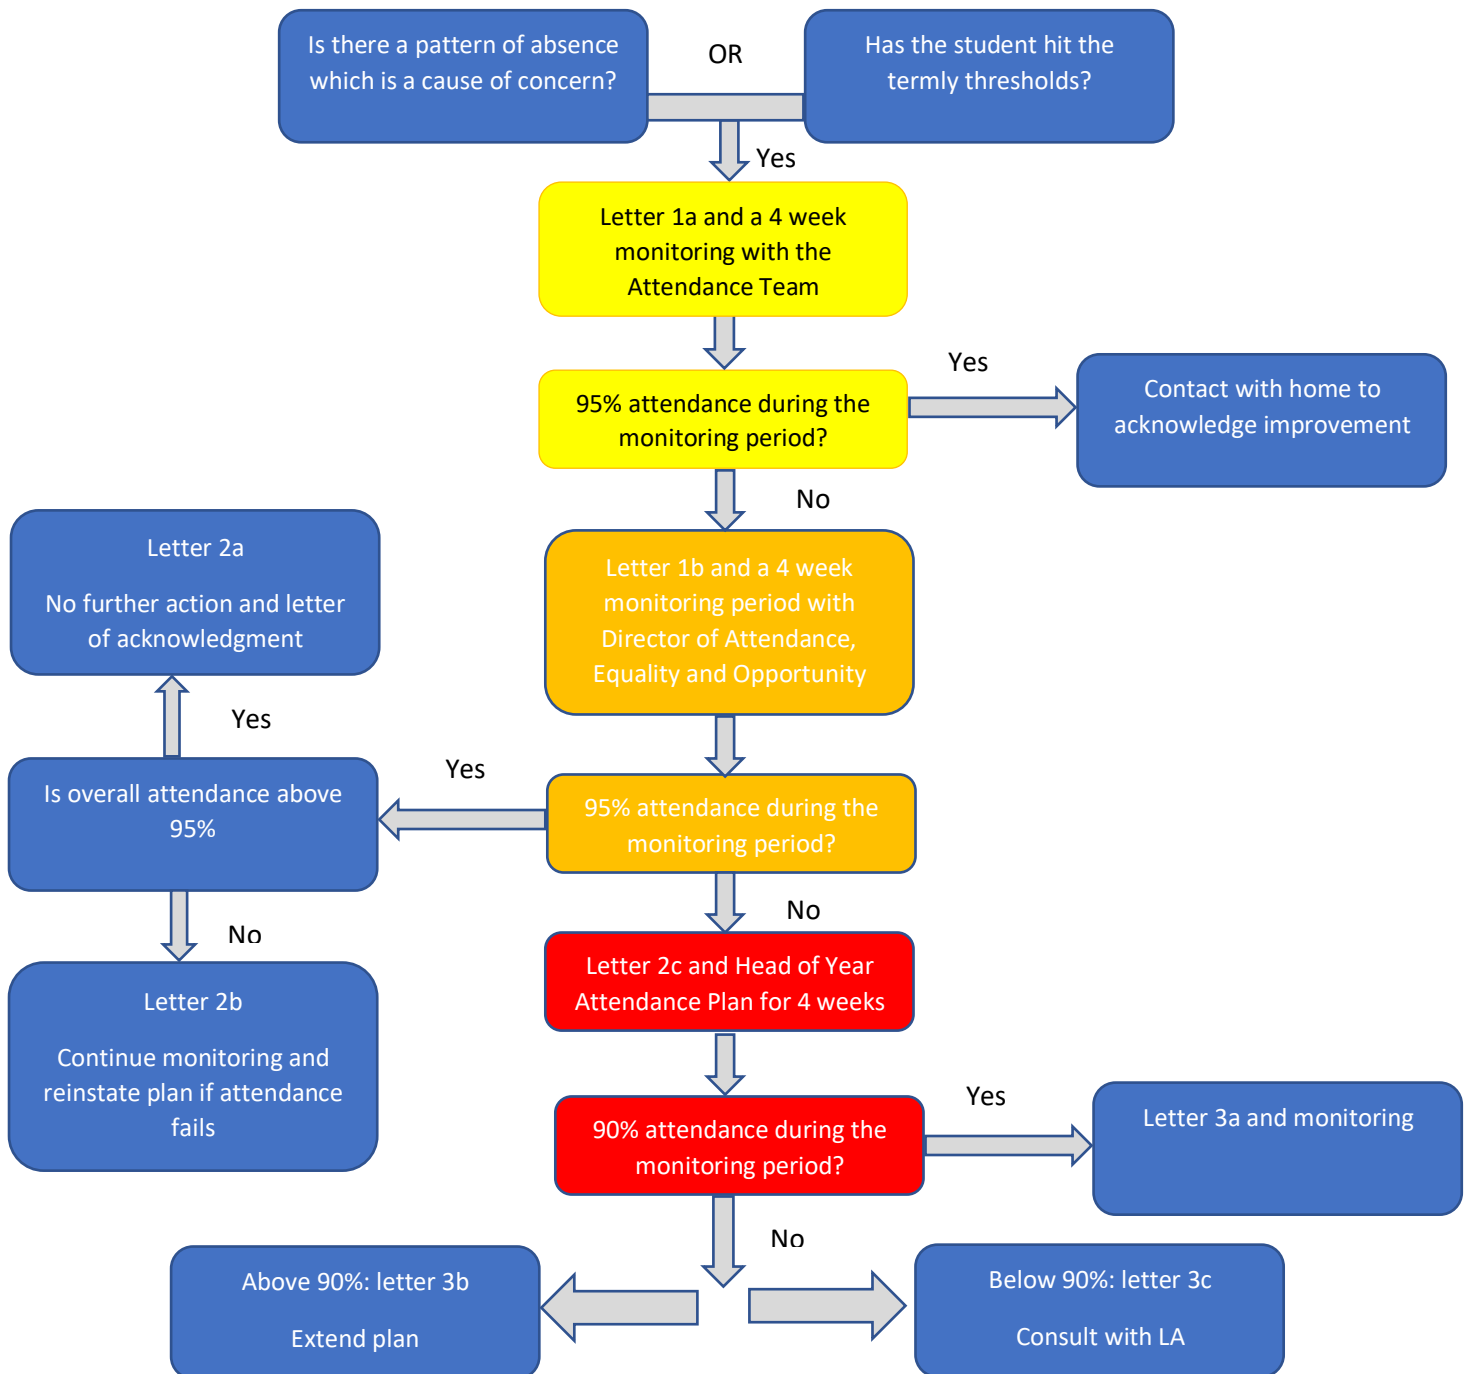 Is there a pattern of absence
which is a cause of concern?
OR
Has the student hit the
termly thresholds?
Yes
Letter 1a and a 4 week
monitoring with the
Attendance Team
95% attendance during the
monitoring period?
Yes
Contact with home to
acknowledge improvement
No
Letter 1b and a 4 week
monitoring period with
Director of Attendance,
Equality and Opportunity
Letter 2a
No further action and letter
of acknowledgment
Yes
Is overall attendance above
95%
Yes
95% attendance during the
monitoring period?
No
Letter 2b
Continue monitoring and
reinstate plan if attendance
fails
No
Letter 2c and Head of Year
Attendance Plan for 4 weeks
90% attendance during the
monitoring period?
Yes
Letter 3a and monitoring
No
Above 90%: letter 3b
Extend plan
Below 90%: letter 3c
Consult with LA